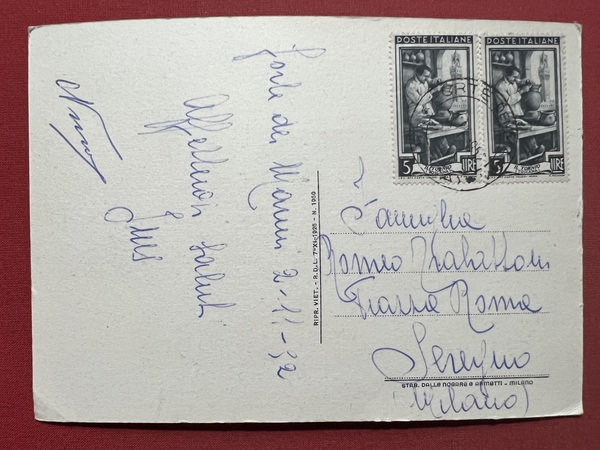 Forte dei Marmi 2-11-52
Affettuosi saluti
POSTE ITALIANE
POSTE ITALIANE
5 LIRE
5 LIRE
Famiglia
Romeo
Piazza Roma
Seregno
(Milano)
RIPR. VIET. - R.D.L. 7-XI-1925 - N. 1950
STAB. DALLE NOGARE E ARMETTI - MILANO